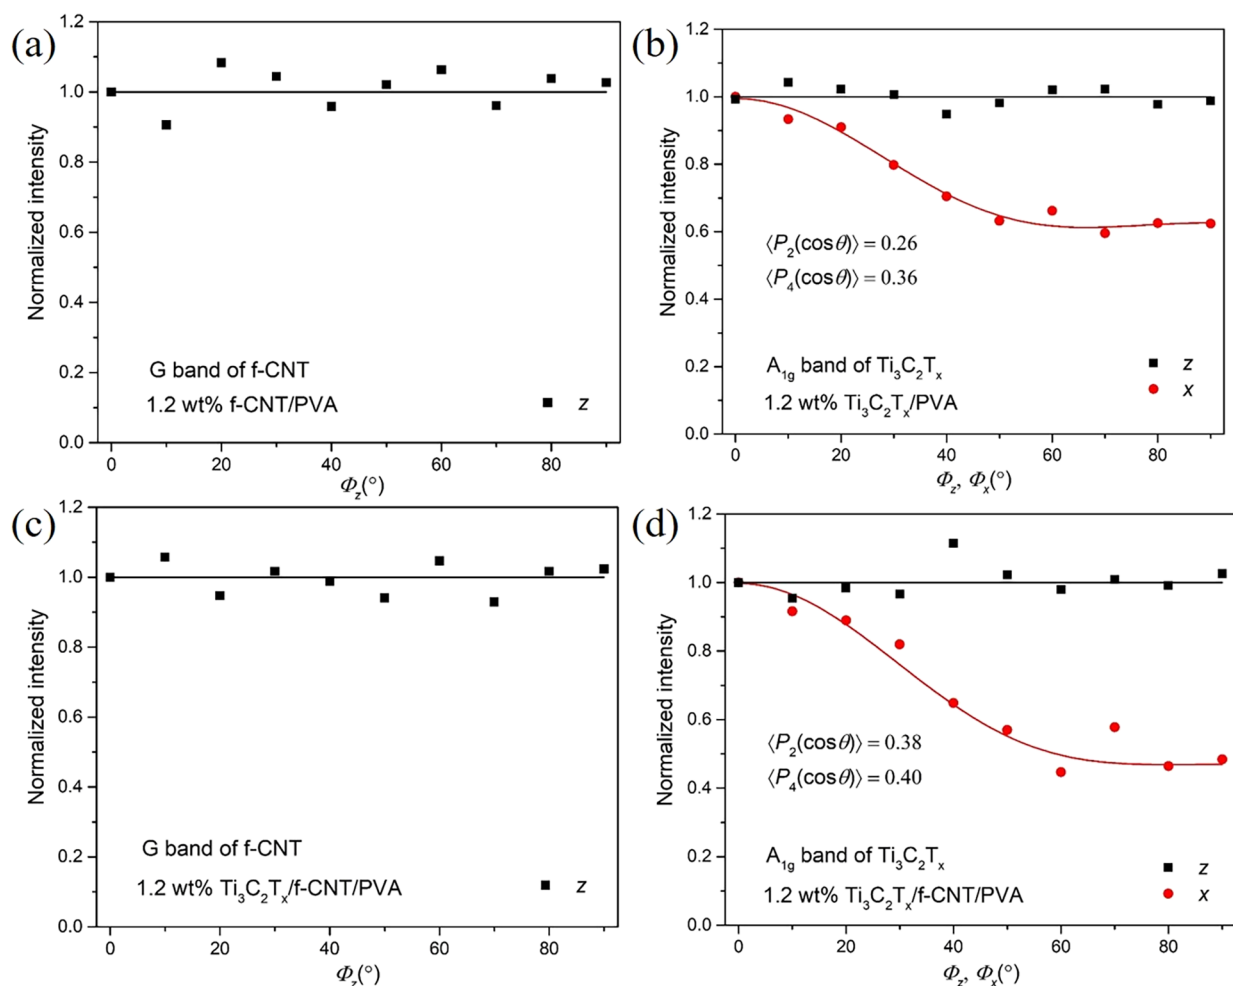 (a)
1.2
1.0
0.8
0.6
0.4
0.2
0.0
Normalized intensity
G band of f-CNT
1.2 wt% f-CNT/PVA
z
0 20 40 60 80
Φz(°)
(b)
1.2
1.0
0.8
0.6
0.4
0.2
0.0
Normalized intensity
⟨P2(cosθ)⟩ = 0.26
⟨P4(cosθ)⟩ = 0.36
A1g band of Ti3C2Tx
1.2 wt% Ti3C2Tx/PVA
z
x
0 20 40 60 80
Φz, Φx(°)
(c)
1.2
1.0
0.8
0.6
0.4
0.2
0.0
Normalized intensity
G band of f-CNT
1.2 wt% Ti3C2Tx/f-CNT/PVA
z
0 20 40 60 80
Φz(°)
(d)
1.2
1.0
0.8
0.6
0.4
0.2
0.0
Normalized intensity
⟨P2(cosθ)⟩ = 0.38
⟨P4(cosθ)⟩ = 0.40
A1g band of Ti3C2Tx
1.2 wt% Ti3C2Tx/f-CNT/PVA
z
x
0 20 40 60 80
Φz, Φx(°)